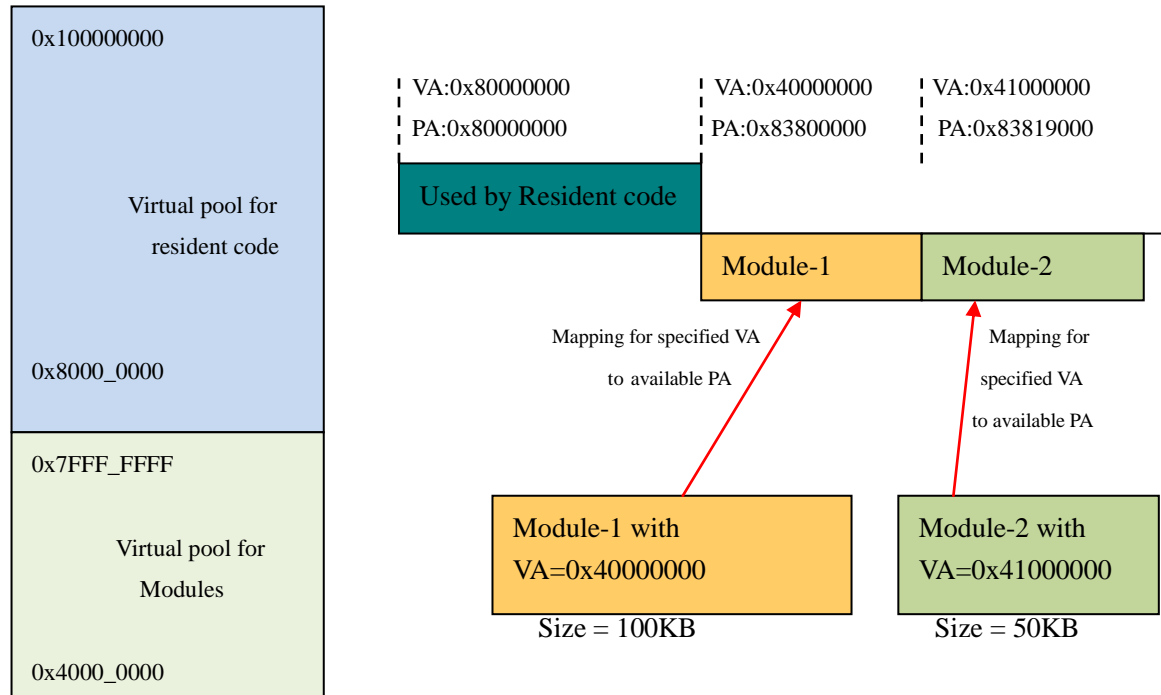 0x100000000
Virtual pool for
resident code
0x8000_0000
0x7FFF_FFFF
Virtual pool for
Modules
0x4000_0000
VA:0x80000000
PA:0x80000000
VA:0x40000000
PA:0x83800000
VA:0x41000000
PA:0x83819000
Used by Resident code
Module-1
Module-2
Mapping for specified VA
to available PA
Mapping for
specified VA
to available PA
Module-1 with
VA=0x40000000
Size = 100KB
Module-2 with
VA=0x41000000
Size = 50KB